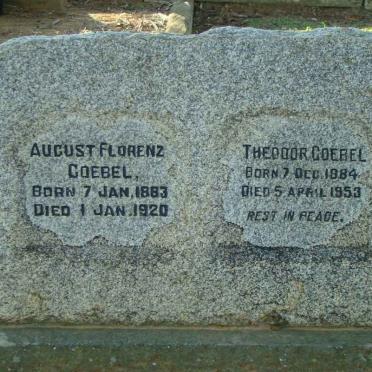 AUGUST FLORENZ
GOEBEL,
BORN 7 JAN. 1883
DIED 1 JAN. 1920
THEODOR GOEBEL
BORN 7 DEC. 1884
DIED 5 APRIL 1953
REST IN PEACE.